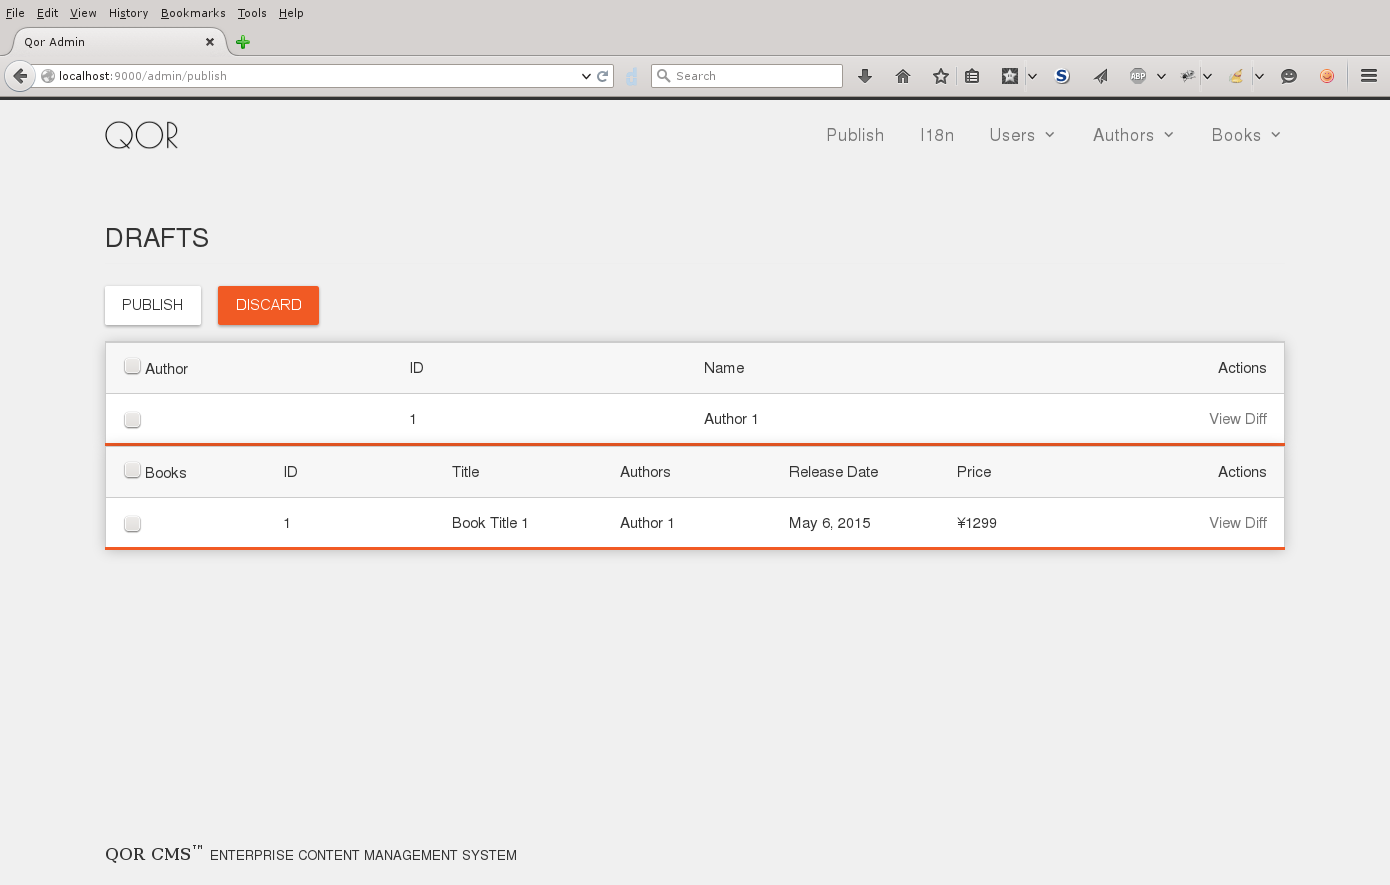 File Edit View History Bookmarks Tools Help
Qor Admin
localhost:9000/admin/publish
Search
S
ABP
QOR
Publish I18n Users Authors Books
DRAFTS
PUBLISH DISCARD
Author ID Name Actions
1 Author 1 View Diff
Books ID Title Authors Release Date Price Actions
1 Book Title 1 Author 1 May 6, 2015 ¥1299 View Diff
QOR CMS™ ENTERPRISE CONTENT MANAGEMENT SYSTEM